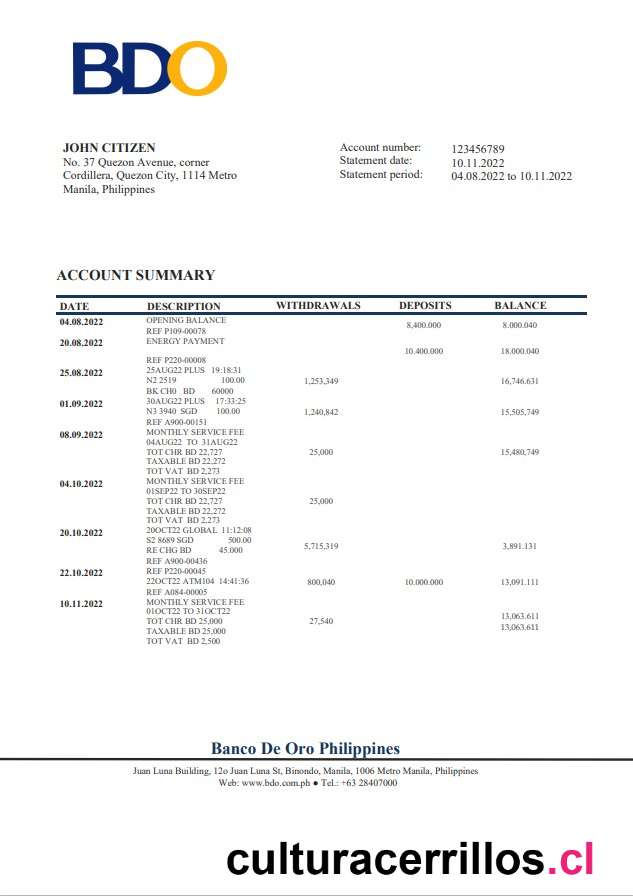 BDO
JOHN CITIZEN
No. 37 Quezon Avenue, corner
Cordillera, Quezon City, 1114 Metro
Manila, Philippines
Account number: 123456789
Statement date: 10.11.2022
Statement period: 04.08.2022 to 10.11.2022
ACCOUNT SUMMARY
DATE DESCRIPTION WITHDRAWALS DEPOSITS BALANCE
04.08.2022 OPENING BALANCE
8,400.000 8.000.040
REF P109-00078
20.08.2022 ENERGY PAYMENT
10.400.000 18.000.040
REF P220-00008
25.08.2022 25AUG22 PLUS 19:18:31
N2 2519 100.00 1,253,349 16,746.631
BK CH0 BD 60000
01.09.2022 30AUG22 PLUS 17:33:25
N3 3940 SGD 100.00 1,240,842 15,505,749
REF A900-00151
08.09.2022 MONTHLY SERVICE FEE
04AUG22 TO 31AUG22
TOT CHR BD 22,727 25,000 15,480,749
TAXABLE BD 22,272
TOT VAT BD 2,273
04.10.2022 MONTHLY SERVICE FEE
01SEP22 TO 30SEP22
TOT CHR BD 22,727 25,000
TAXABLE BD 22,272
TOT VAT BD 2,273
20.10.2022 20OCT22 GLOBAL 11:12:08
S2 8689 SGD 500.00
5,715,319 3,891.131
RE CHG BD 45.000
REF A900-00436
22.10.2022 REF P220-00045
22OCT22 ATM104 14:41:36 800,040 10.000.000 13,091.111
REF A084-00005
10.11.2022 MONTHLY SERVICE FEE
01OCT22 TO 31OCT22
13,063.611
TOT CHR BD 25,000 27,540
TAXABLE BD 25,000 13,063.611
TOT VAT BD 2,500
Banco De Oro Philippines
Juan Luna Building, 12o Juan Luna St, Binondo, Manila, 1006 Metro Manila, Philippines
Web: www.bdo.com.ph ● Tel.: +63 28407000
culturacerrillos.cl